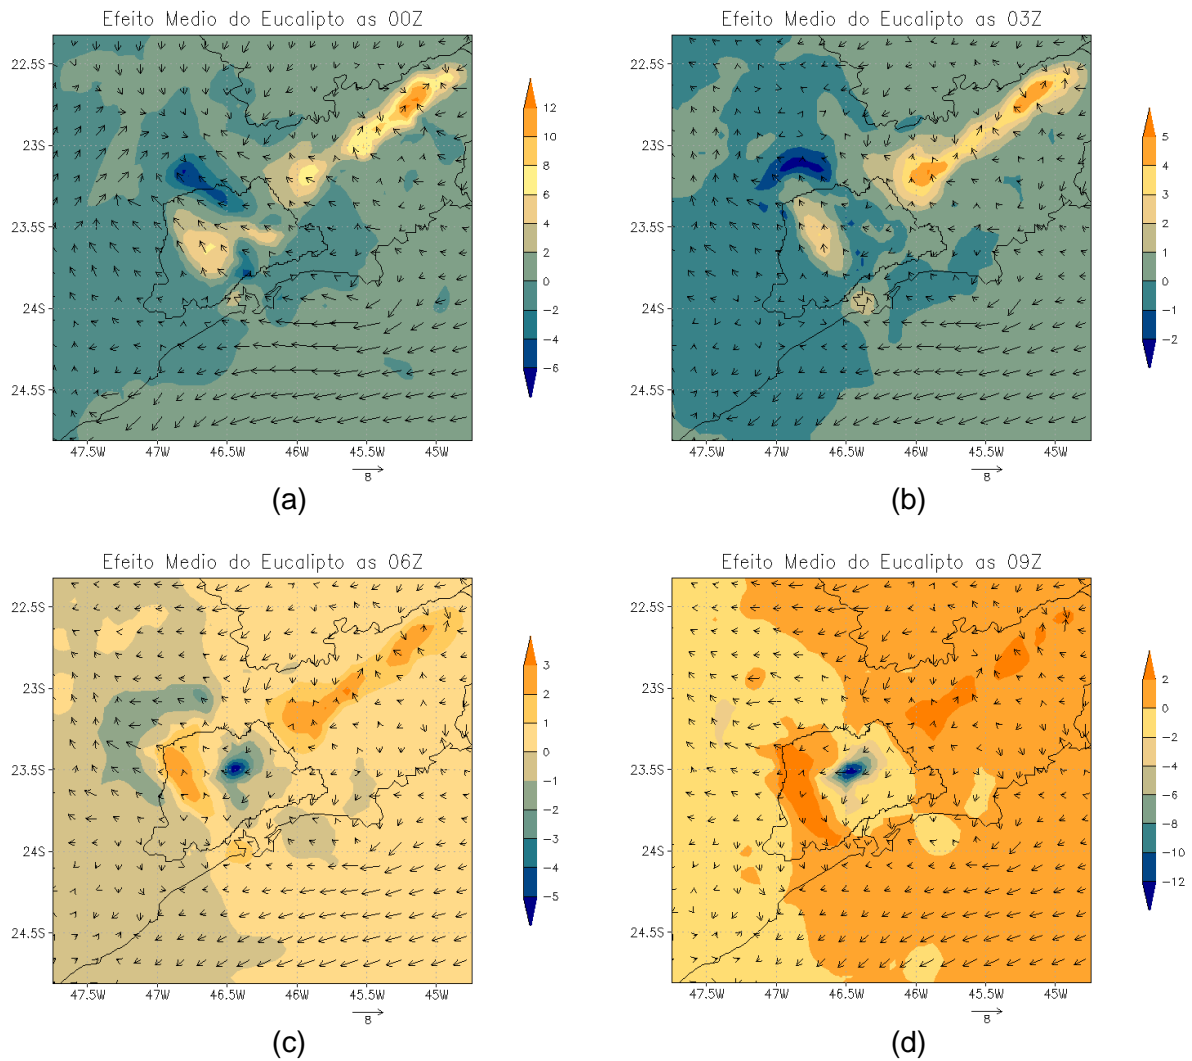 Efeito Medio do Eucalipto as 00Z
22.5S
23S
23.5S
24S
24.5S
47.5W 47W 46.5W 46W 45.5W 45W
8
12
10
8
6
4
2
0
−2
−4
−6
(a)
Efeito Medio do Eucalipto as 03Z
22.5S
23S
23.5S
24S
24.5S
47.5W 47W 46.5W 46W 45.5W 45W
8
5
4
3
2
1
0
−1
−2
(b)
Efeito Medio do Eucalipto as 06Z
22.5S
23S
23.5S
24S
24.5S
47.5W 47W 46.5W 46W 45.5W 45W
8
3
2
1
0
−1
−2
−3
−4
−5
(c)
Efeito Medio do Eucalipto as 09Z
22.5S
23S
23.5S
24S
24.5S
47.5W 47W 46.5W 46W 45.5W 45W
8
2
0
−2
−4
−6
−8
−10
−12
(d)